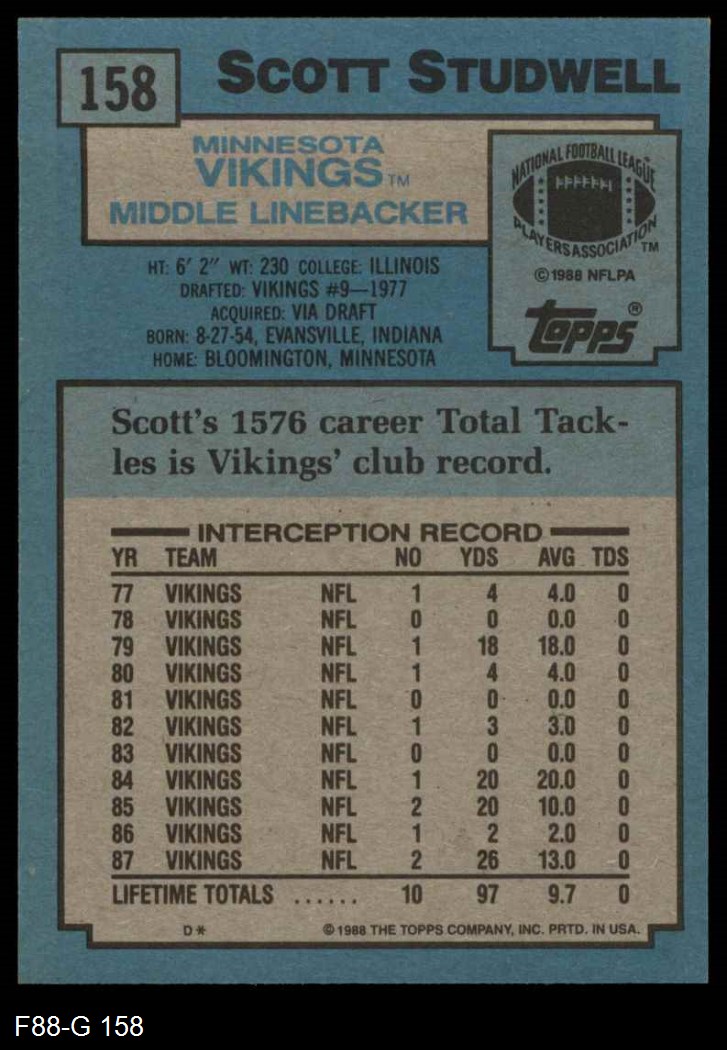 158
SCOTT STUDWELL
MINNESOTA
VIKINGS TM
MIDDLE LINEBACKER
NATIONAL FOOTBALL LEAGUE
PLAYERS ASSOCIATION TM
©1988 NFLPA
topps®
HT: 6' 2" WT: 230 COLLEGE: ILLINOIS
DRAFTED: VIKINGS #9—1977
ACQUIRED: VIA DRAFT
BORN: 8-27-54, EVANSVILLE, INDIANA
HOME: BLOOMINGTON, MINNESOTA
Scott's 1576 career Total Tack-
les is Vikings' club record.
INTERCEPTION RECORD
YR TEAM NO YDS AVG TDS
77 VIKINGS NFL 1 4 4.0 0
78 VIKINGS NFL 0 0 0.0 0
79 VIKINGS NFL 1 18 18.0 0
80 VIKINGS NFL 1 4 4.0 0
81 VIKINGS NFL 0 0 0.0 0
82 VIKINGS NFL 1 3 3.0 0
83 VIKINGS NFL 0 0 0.0 0
84 VIKINGS NFL 1 20 20.0 0
85 VIKINGS NFL 2 20 10.0 0
86 VIKINGS NFL 1 2 2.0 0
87 VIKINGS NFL 2 26 13.0 0
LIFETIME TOTALS ...... 10 97 9.7 0
D* ©1988 THE TOPPS COMPANY, INC. PRTD. IN USA.
F88-G 158